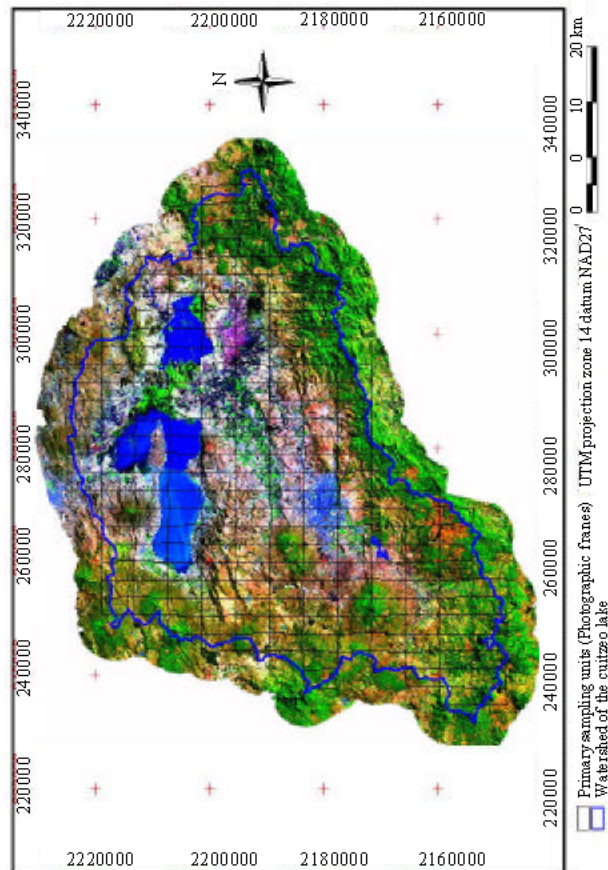 2220000 2200000 2180000 2160000
220000 240000 260000 280000 300000 320000 340000
N
220000 240000 260000 280000 300000 320000 340000
2220000 2200000 2180000 2160000
Primary sampling units (Photographic franes)
Watershed of the cuitzeo lake
UTM projection zone 14 datum NAD27/
0 0 10 20 km